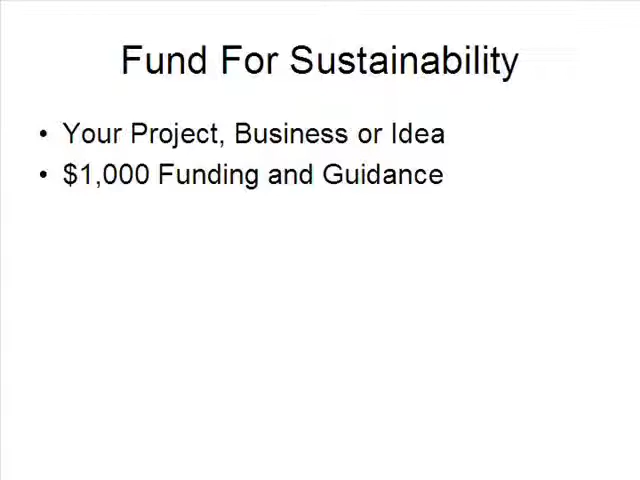 Fund For Sustainability
• Your Project, Business or Idea
• $1,000 Funding and Guidance